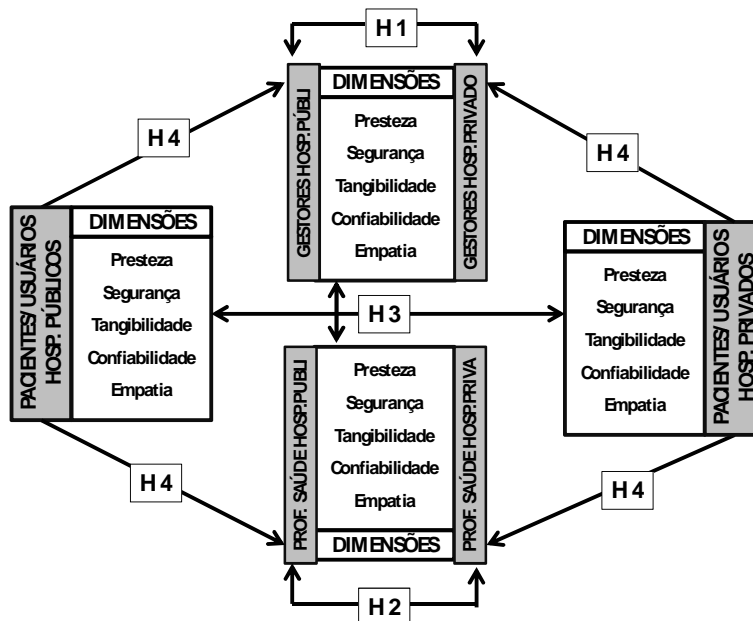 H1
GESTORES HOSP.PÚBLI
DIMENSÕES
Presteza
Segurança
Tangibilidade
Confiabilidade
Empatia
GESTORES HOSP.PRIVADO
H4
H4
PACIENTES/ USUÁRIOS
HOSP. PÚBLICOS
DIMENSÕES
Presteza
Segurança
Tangibilidade
Confiabilidade
Empatia
H3
DIMENSÕES
Presteza
Segurança
Tangibilidade
Confiabilidade
Empatia
PACIENTES/ USUÁRIOS
HOSP. PRIVADOS
PROF. SAÚDE HOSP.PUBLI
Presteza
Segurança
Tangibilidade
Confiabilidade
Empatia
DIMENSÕES
PROF. SAÚDE HOSP.PRIVA
H4
H4
H2